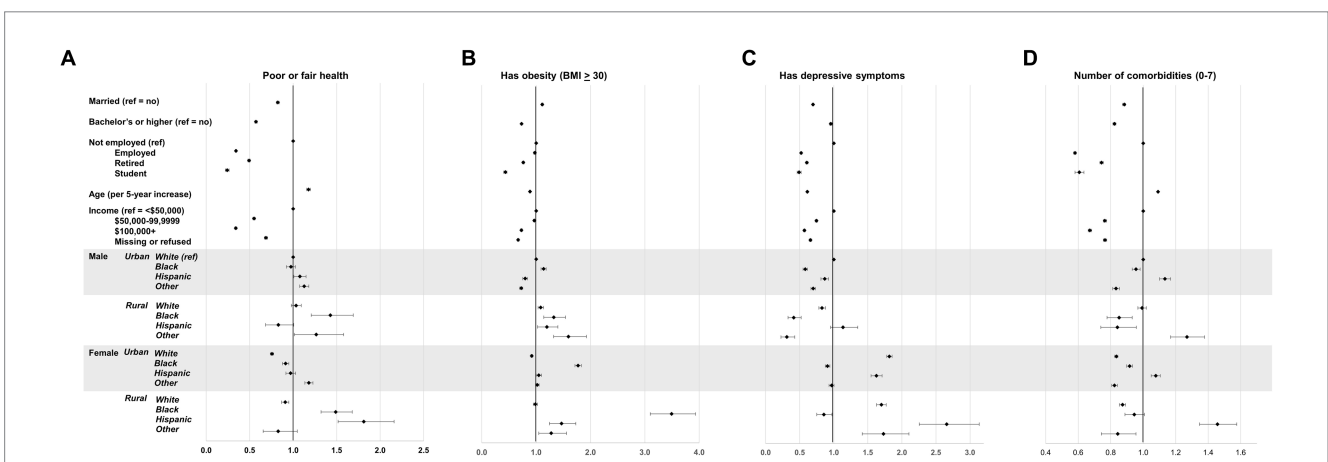 A
B
C
D
Poor or fair health
Has obesity (BMI ≥ 30)
Has depressive symptoms
Number of comorbidities (0-7)
Married (ref = no)
Bachelor's or higher (ref = no)
Not employed (ref)
Employed
Retired
Student
Age (per 5-year increase)
Income (ref = <$50,000)
$50,000-99,9999
$100,000+
Missing or refused
Male Urban White (ref)
Black
Hispanic
Other
Rural White
Black
Hispanic
Other
Female Urban White
Black
Hispanic
Other
Rural White
Black
Hispanic
Other
0.0 0.5 1.0 1.5 2.0 2.5
0.0 1.0 2.0 3.0 4.0
0.0 0.5 1.0 1.5 2.0 2.5 3.0
0.4 0.6 0.8 1.0 1.2 1.4 1.6